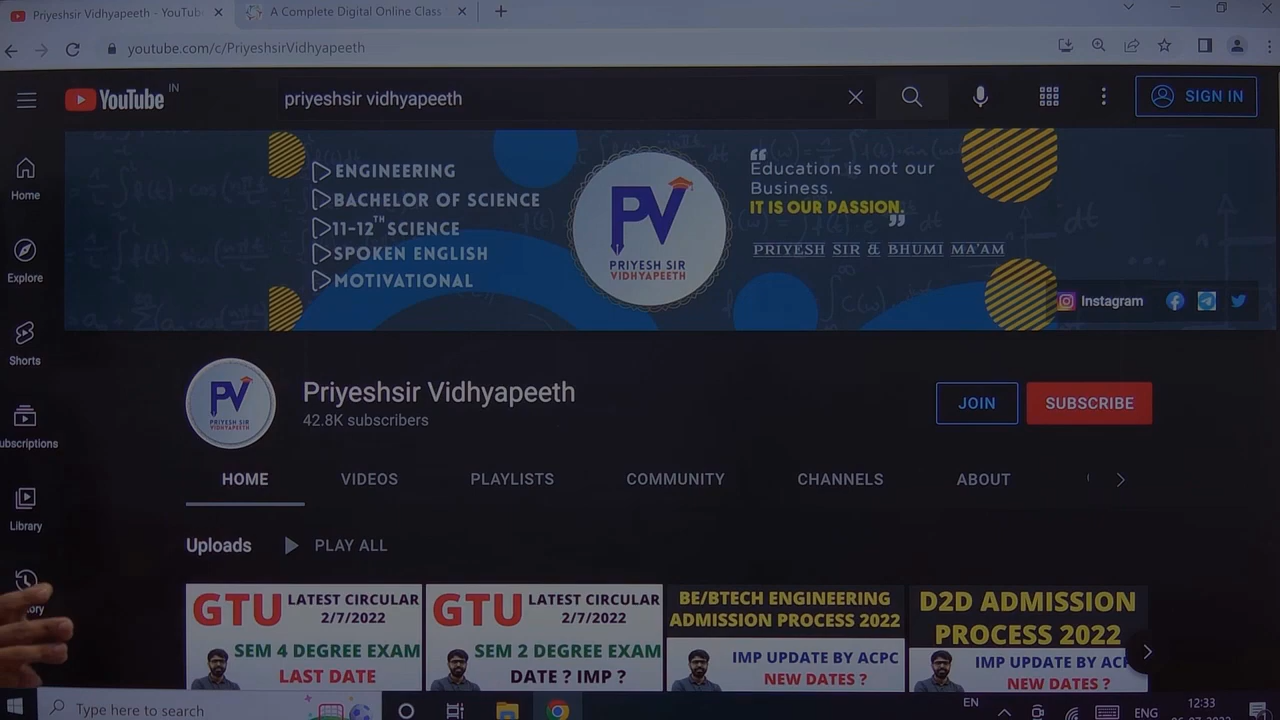 Priyeshsir Vidhyapeeth - YouTub
A Complete Digital Online Class
youtube.com/c/PriyeshsirVidhyapeeth
YouTube IN
priyeshsir vidhyapeeth
SIGN IN
ENGINEERING
BACHELOR OF SCIENCE
11-12TH SCIENCE
SPOKEN ENGLISH
MOTIVATIONAL
PV
PRIYESH SIR
VIDHYAPEETH
Education is not our
Business.
IT IS OUR PASSION.
PRIYESH SIR & BHUMI MA'AM
Instagram
Home
Explore
Shorts
ubscriptions
Library
ory
PV
PRIYESH SIR
VIDHYAPEETH
Priyeshsir Vidhyapeeth
42.8K subscribers
JOIN
SUBSCRIBE
HOME VIDEOS PLAYLISTS COMMUNITY CHANNELS ABOUT
Uploads PLAY ALL
GTU LATEST CIRCULAR
2/7/2022
SEM 4 DEGREE EXAM
LAST DATE
GTU LATEST CIRCULAR
2/7/2022
SEM 2 DEGREE EXAM
DATE ? IMP ?
BE/BTECH ENGINEERING
ADMISSION PROCESS 2022
IMP UPDATE BY ACPC
NEW DATES ?
D2D ADMISSION
PROCESS 2022
IMP UPDATE BY ACP
NEW DATES ?
Type here to search
EN
ENG
12:33